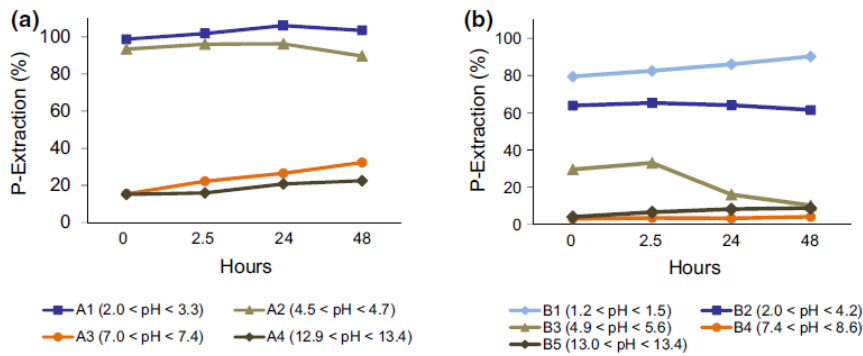 (a)
P-Extraction (%)
100
80
60
40
20
0
0 2.5 24 48
Hours
A1 (2.0 < pH < 3.3) A2 (4.5 < pH < 4.7)
A3 (7.0 < pH < 7.4) A4 (12.9 < pH < 13.4)
(b)
P-Extraction (%)
100
80
60
40
20
0
0 2.5 24 48
Hours
B1 (1.2 < pH < 1.5) B2 (2.0 < pH < 4.2)
B3 (4.9 < pH < 5.6) B4 (7.4 < pH < 8.6)
B5 (13.0 < pH < 13.4)